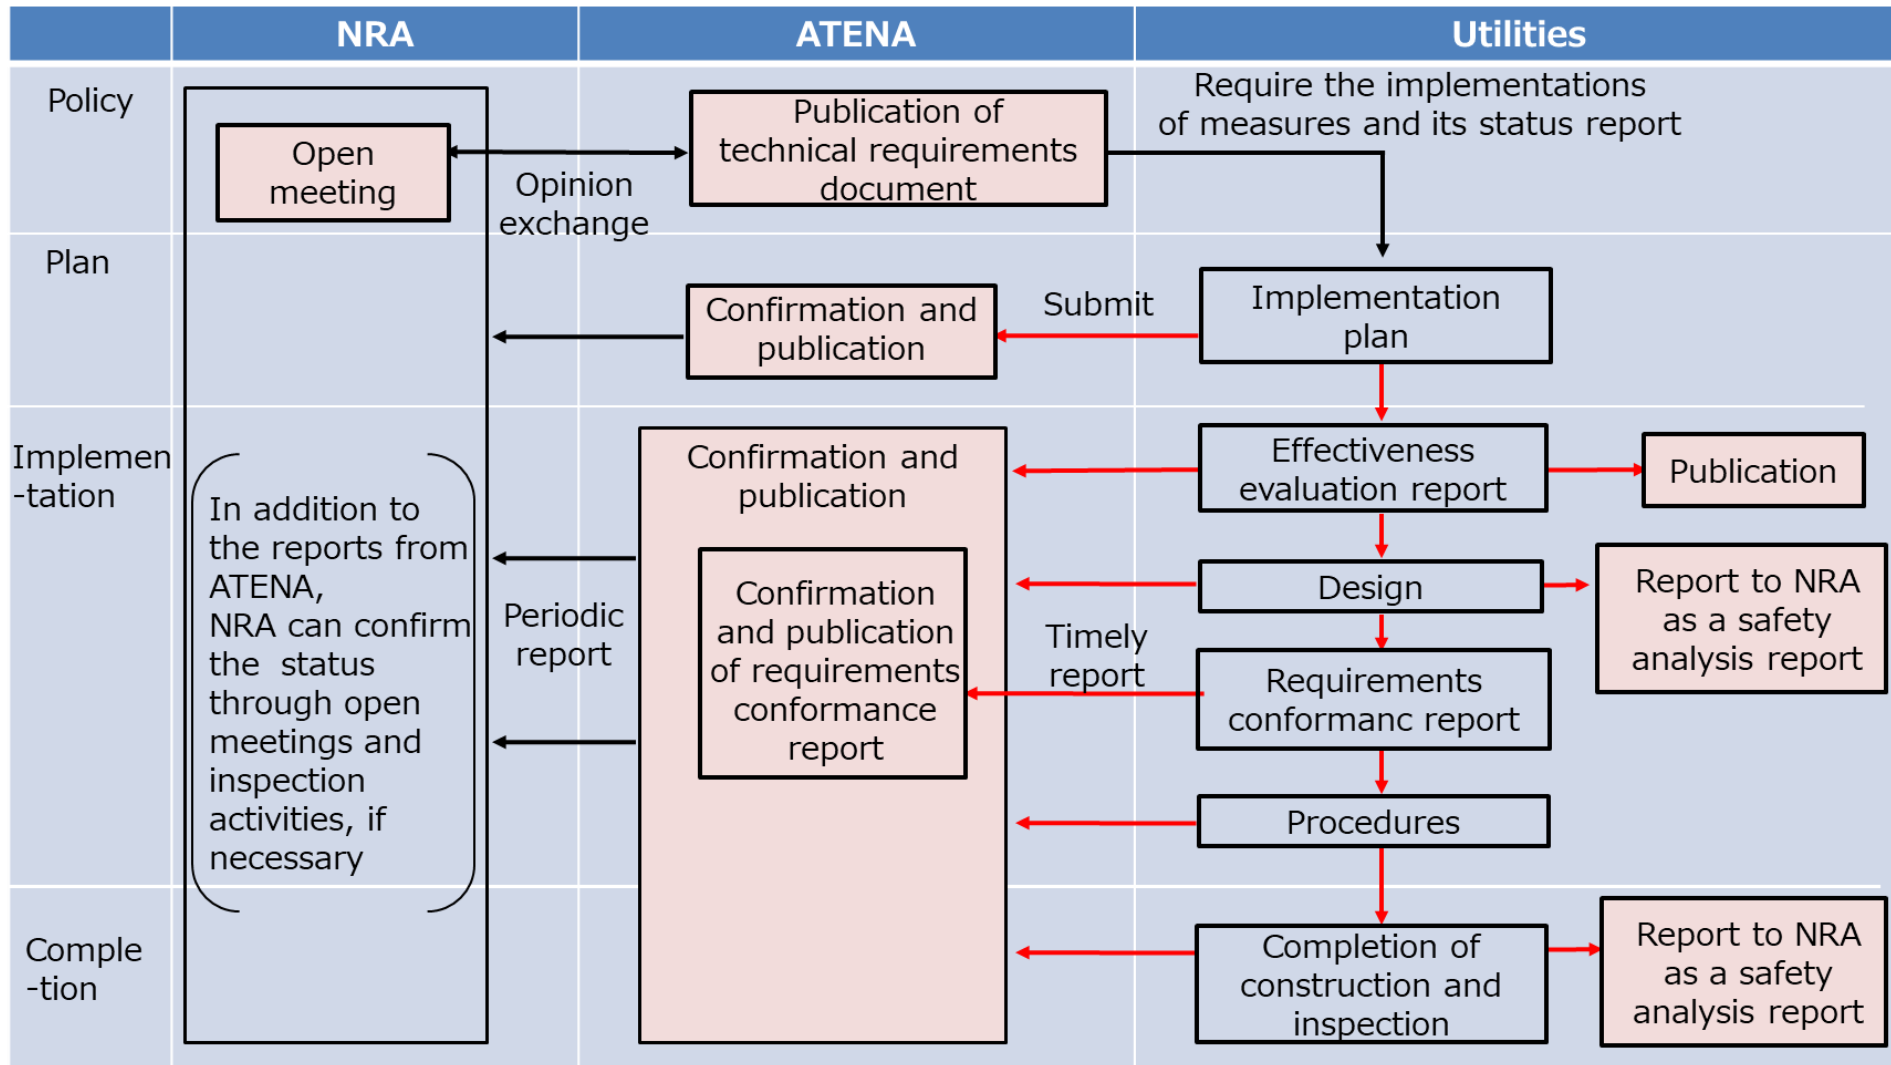 NRA
ATENA
Utilities
Policy
Open
meeting
Opinion
exchange
Publication of
technical requirements
document
Require the implementations
of measures and its status report
Plan
Confirmation and
publication
Submit
Implementation
plan
Implemen
-tation
In addition to
the reports from
ATENA,
NRA can confirm
the status
through open
meetings and
inspection
activities, if
necessary
Periodic
report
Confirmation and
publication
Confirmation
and publication
of requirements
conformance
report
Timely
report
Effectiveness
evaluation report
Publication
Design
Report to NRA
as a safety
analysis report
Requirements
conformanc report
Procedures
Comple
-tion
Completion of
construction and
inspection
Report to NRA
as a safety
analysis report